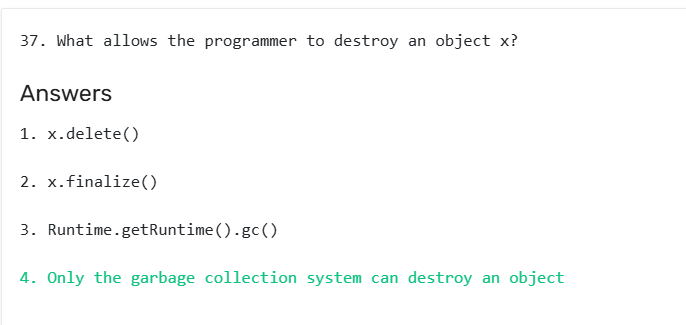 37. What allows the programmer to destroy an object x?
Answers
1. x.delete()
2. x.finalize()
3. Runtime.getRuntime().gc()
4. Only the garbage collection system can destroy an object